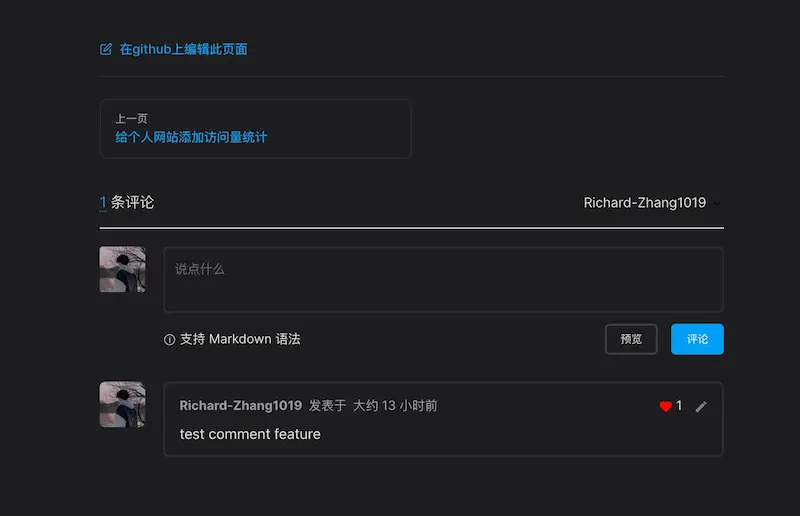 在github上编辑此页面
上一页
给个人网站添加访问量统计
1 条评论
Richard-Zhang1019
说点什么
支持 Markdown 语法
预览
评论
Richard-Zhang1019 发表于 大约 13 小时前
1
test comment feature